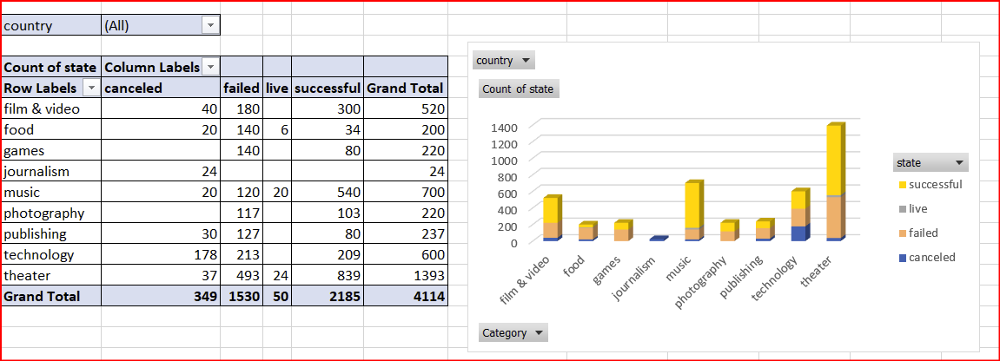 country (All)
Count of state Column Labels
Row Labels canceled failed live successful Grand Total
film & video 40 180 300 520
food 20 140 6 34 200
games 140 80 220
journalism 24 24
music 20 120 20 540 700
photography 117 103 220
publishing 30 127 80 237
technology 178 213 209 600
theater 37 493 24 839 1393
Grand Total 349 1530 50 2185 4114
country
Count of state
1400
1200
1000
800
600
400
200
0
film & video
food
games
journalism
music
photography
publishing
technology
theater
state
successful
live
failed
canceled
Category